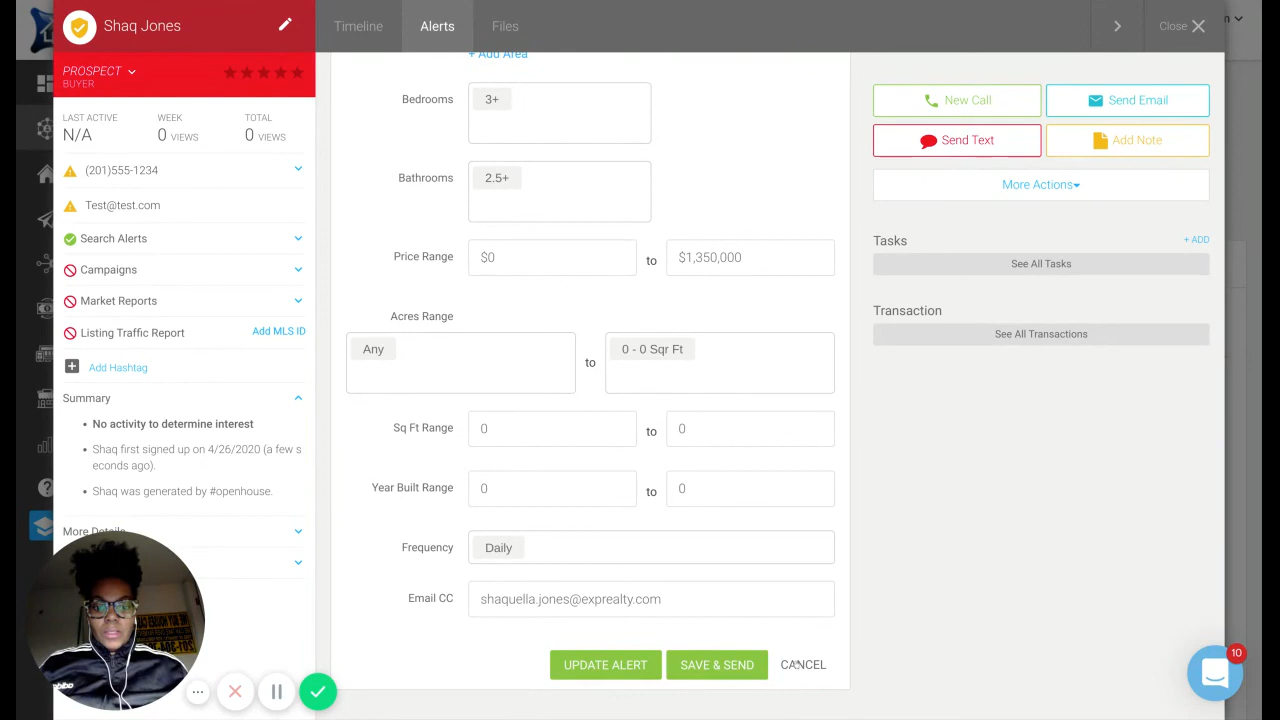 Shaq Jones
PROSPECT
BUYER
LAST ACTIVE
N/A
WEEK
0 VIEWS
TOTAL
0 VIEWS
(201)555-1234
Test@test.com
Search Alerts
Campaigns
Market Reports
Listing Traffic Report Add MLS ID
Add Hashtag
Summary
No activity to determine interest
Shaq first signed up on 4/26/2020 (a few s
econds ago).
Shaq was generated by #openhouse.
More Details
Timeline Alerts Files
Close
+ Add Area
Bedrooms 3+
Bathrooms 2.5+
Price Range $0 to $1,350,000
Acres Range
Any to 0 - 0 Sqr Ft
Sq Ft Range 0 to 0
Year Built Range 0 to 0
Frequency Daily
Email CC shaquella.jones@exprealty.com
UPDATE ALERT SAVE & SEND CANCEL
New Call Send Email
Send Text Add Note
More Actions
Tasks + ADD
See All Tasks
Transaction
See All Transactions
10